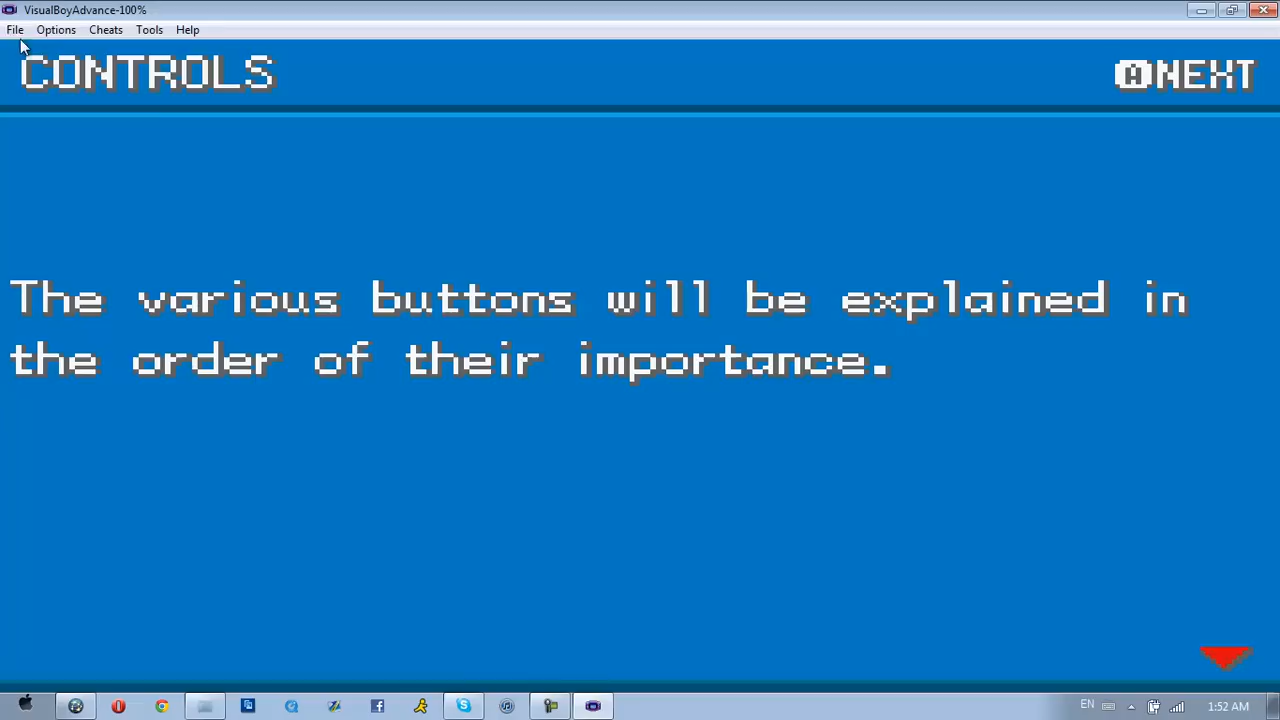 VisualBoyAdvance-100%
File Options Cheats Tools Help
CONTROLS
A NEXT
The various buttons will be explained in
the order of their importance.
EN
1:52 AM